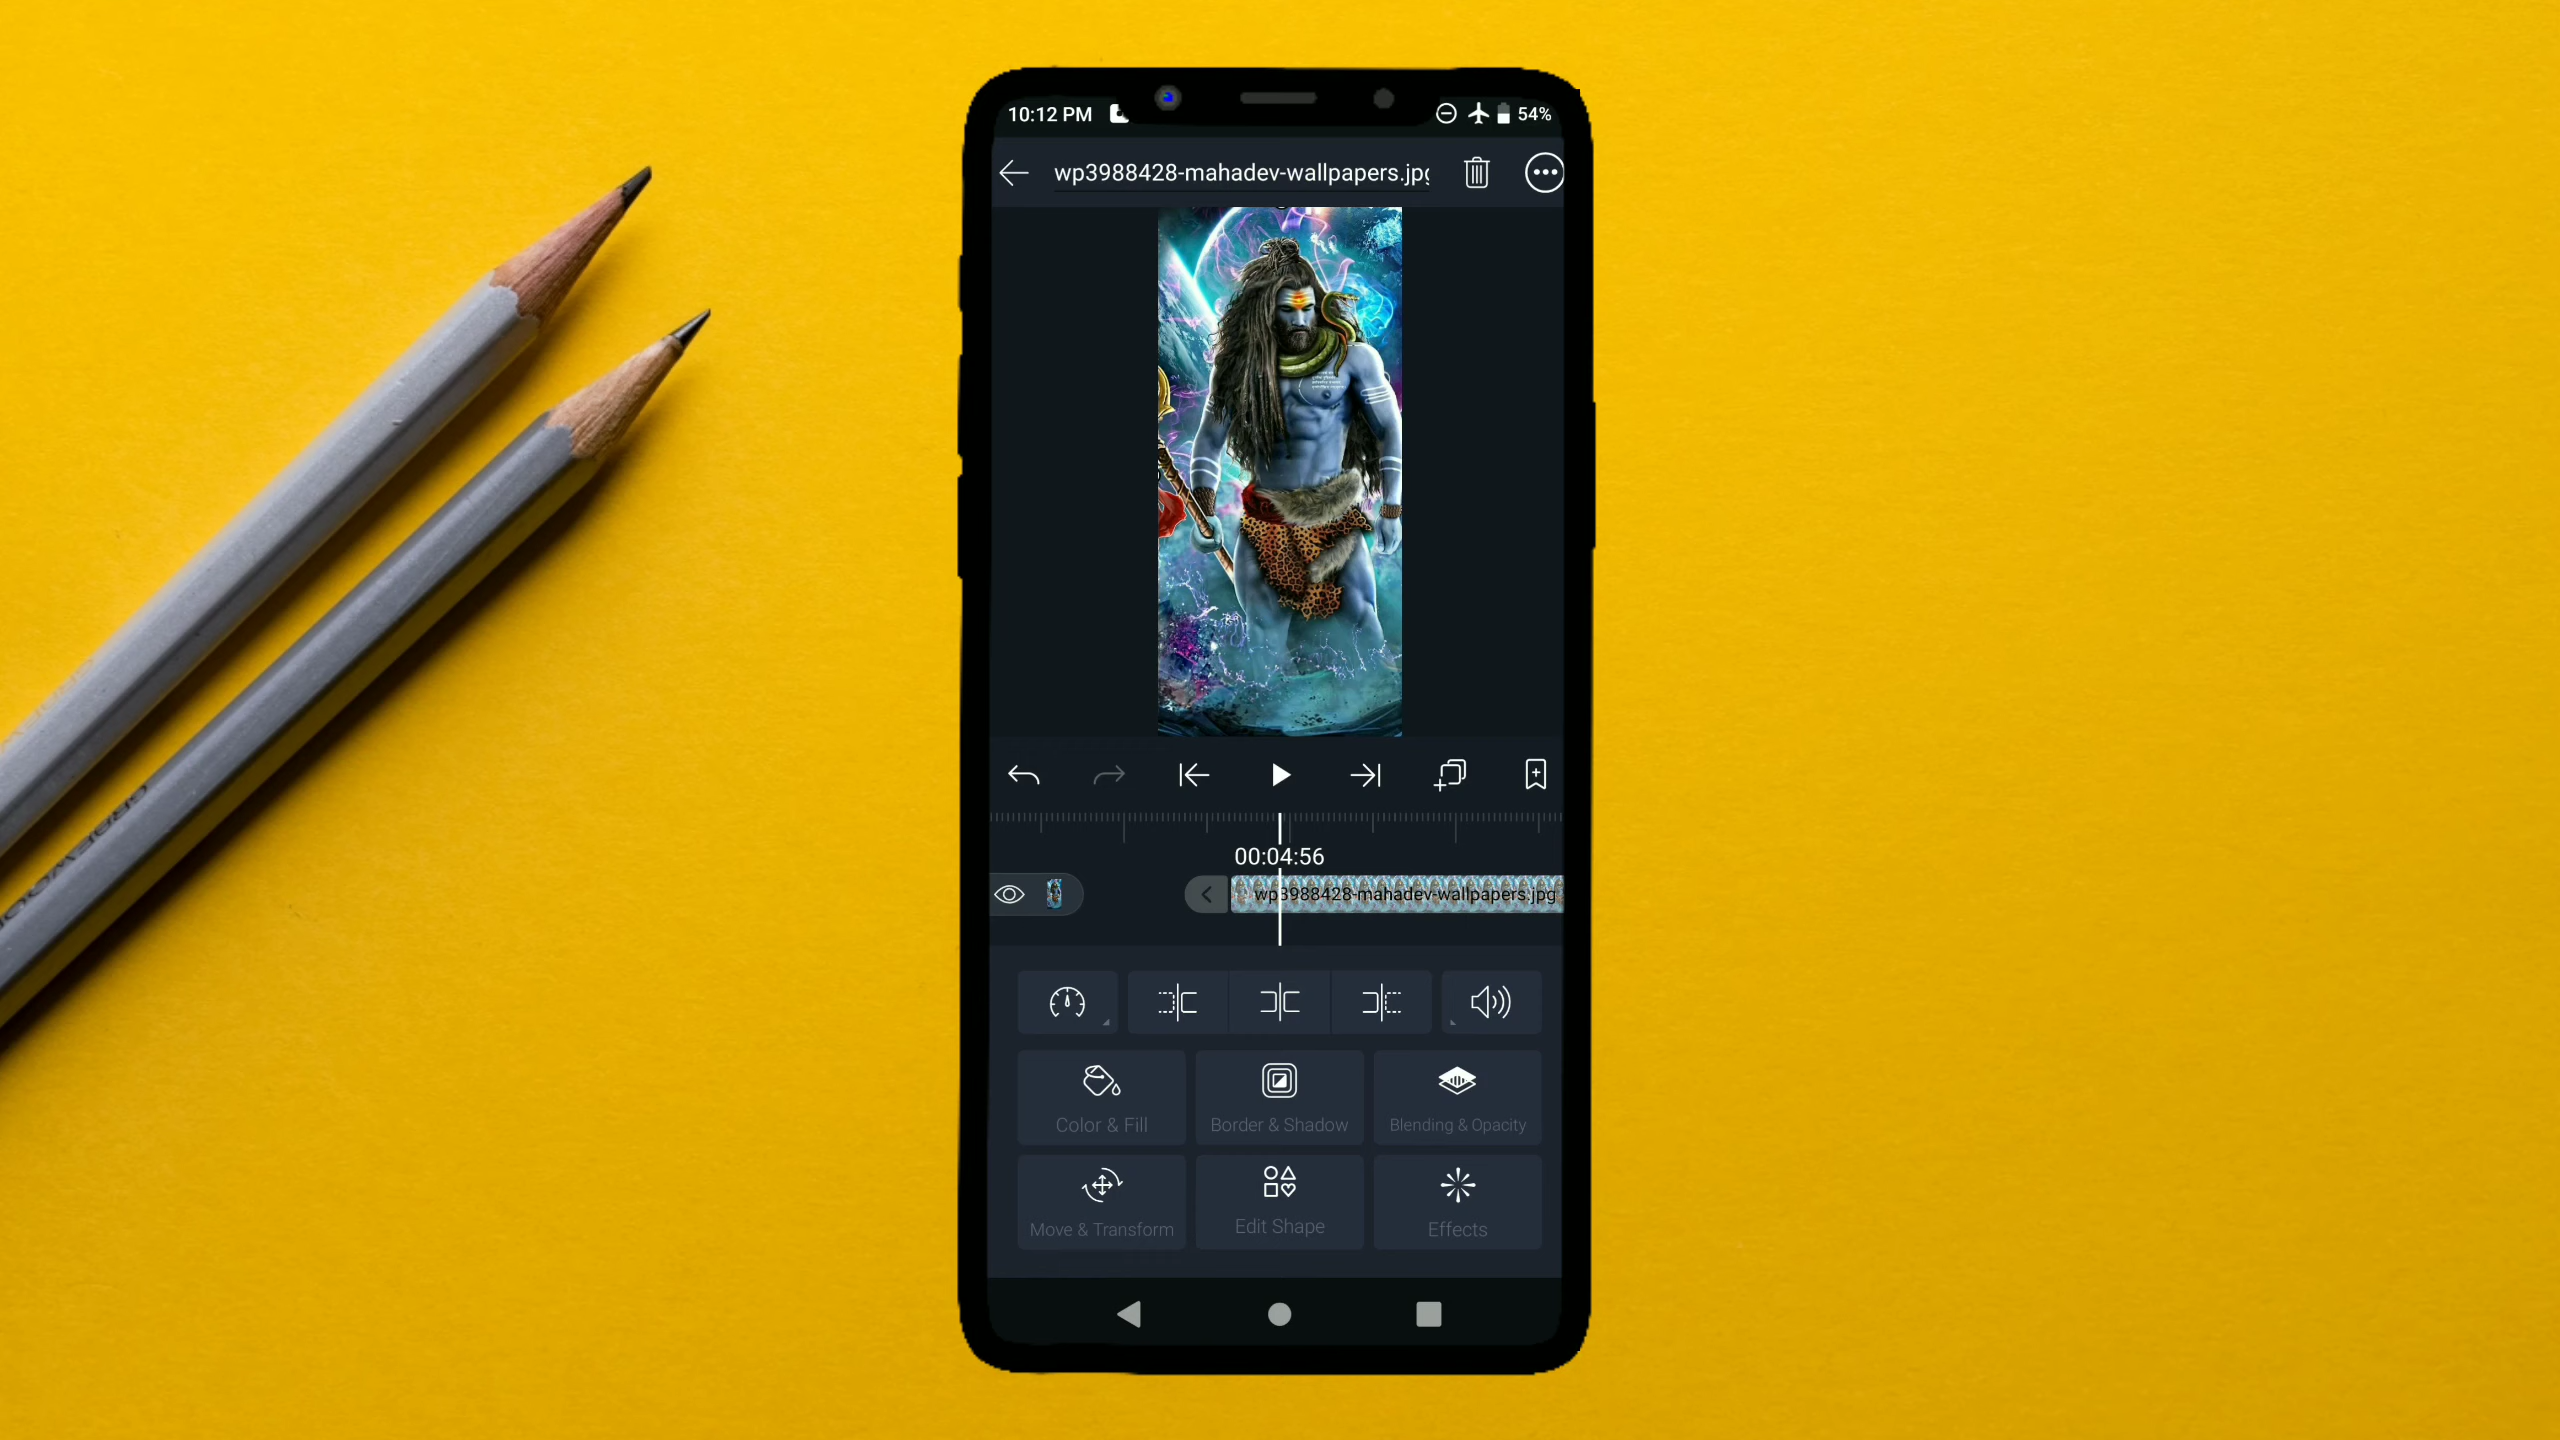 10:12 PM
54%
wp3988428-mahadev-wallpapers.jpg
00:04:56
wp3988428-mahadev-wallpapers.jpg
Color & Fill
Border & Shadow
Blending & Opacity
Move & Transform
Edit Shape
Effects